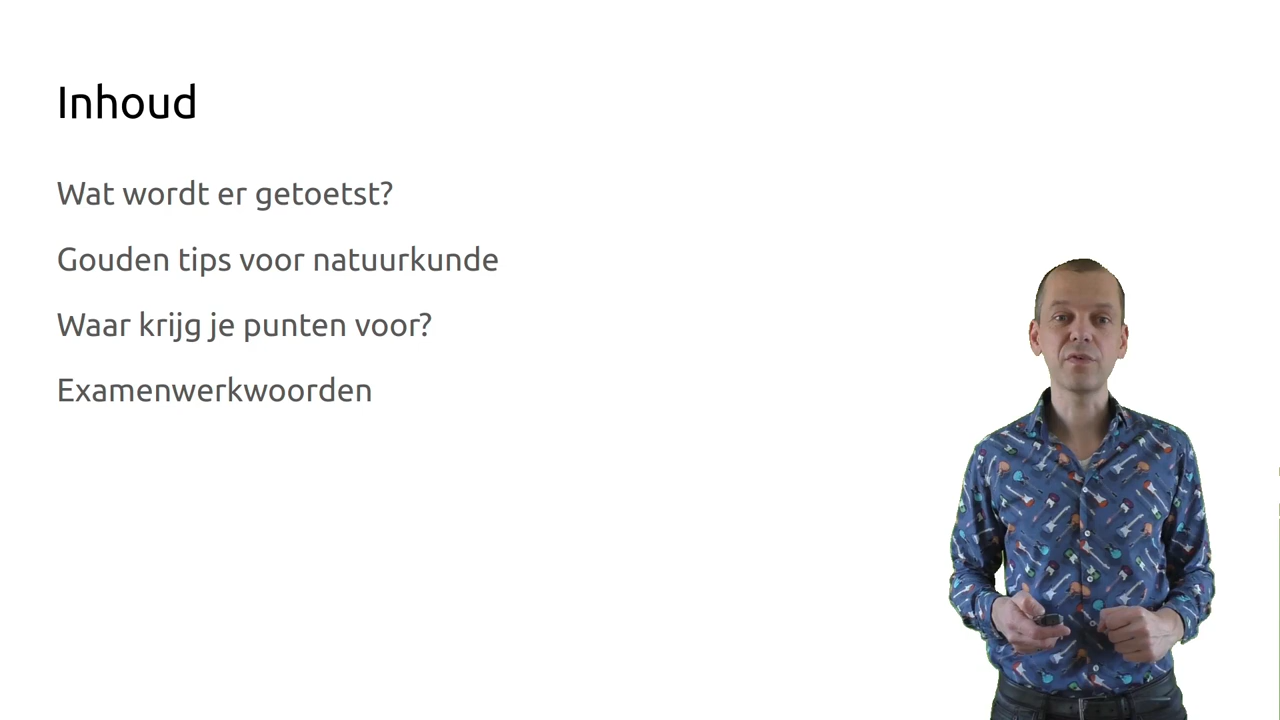 Inhoud
Wat wordt er getoetst?
Gouden tips voor natuurkunde
Waar krijg je punten voor?
Examenwerkwoorden